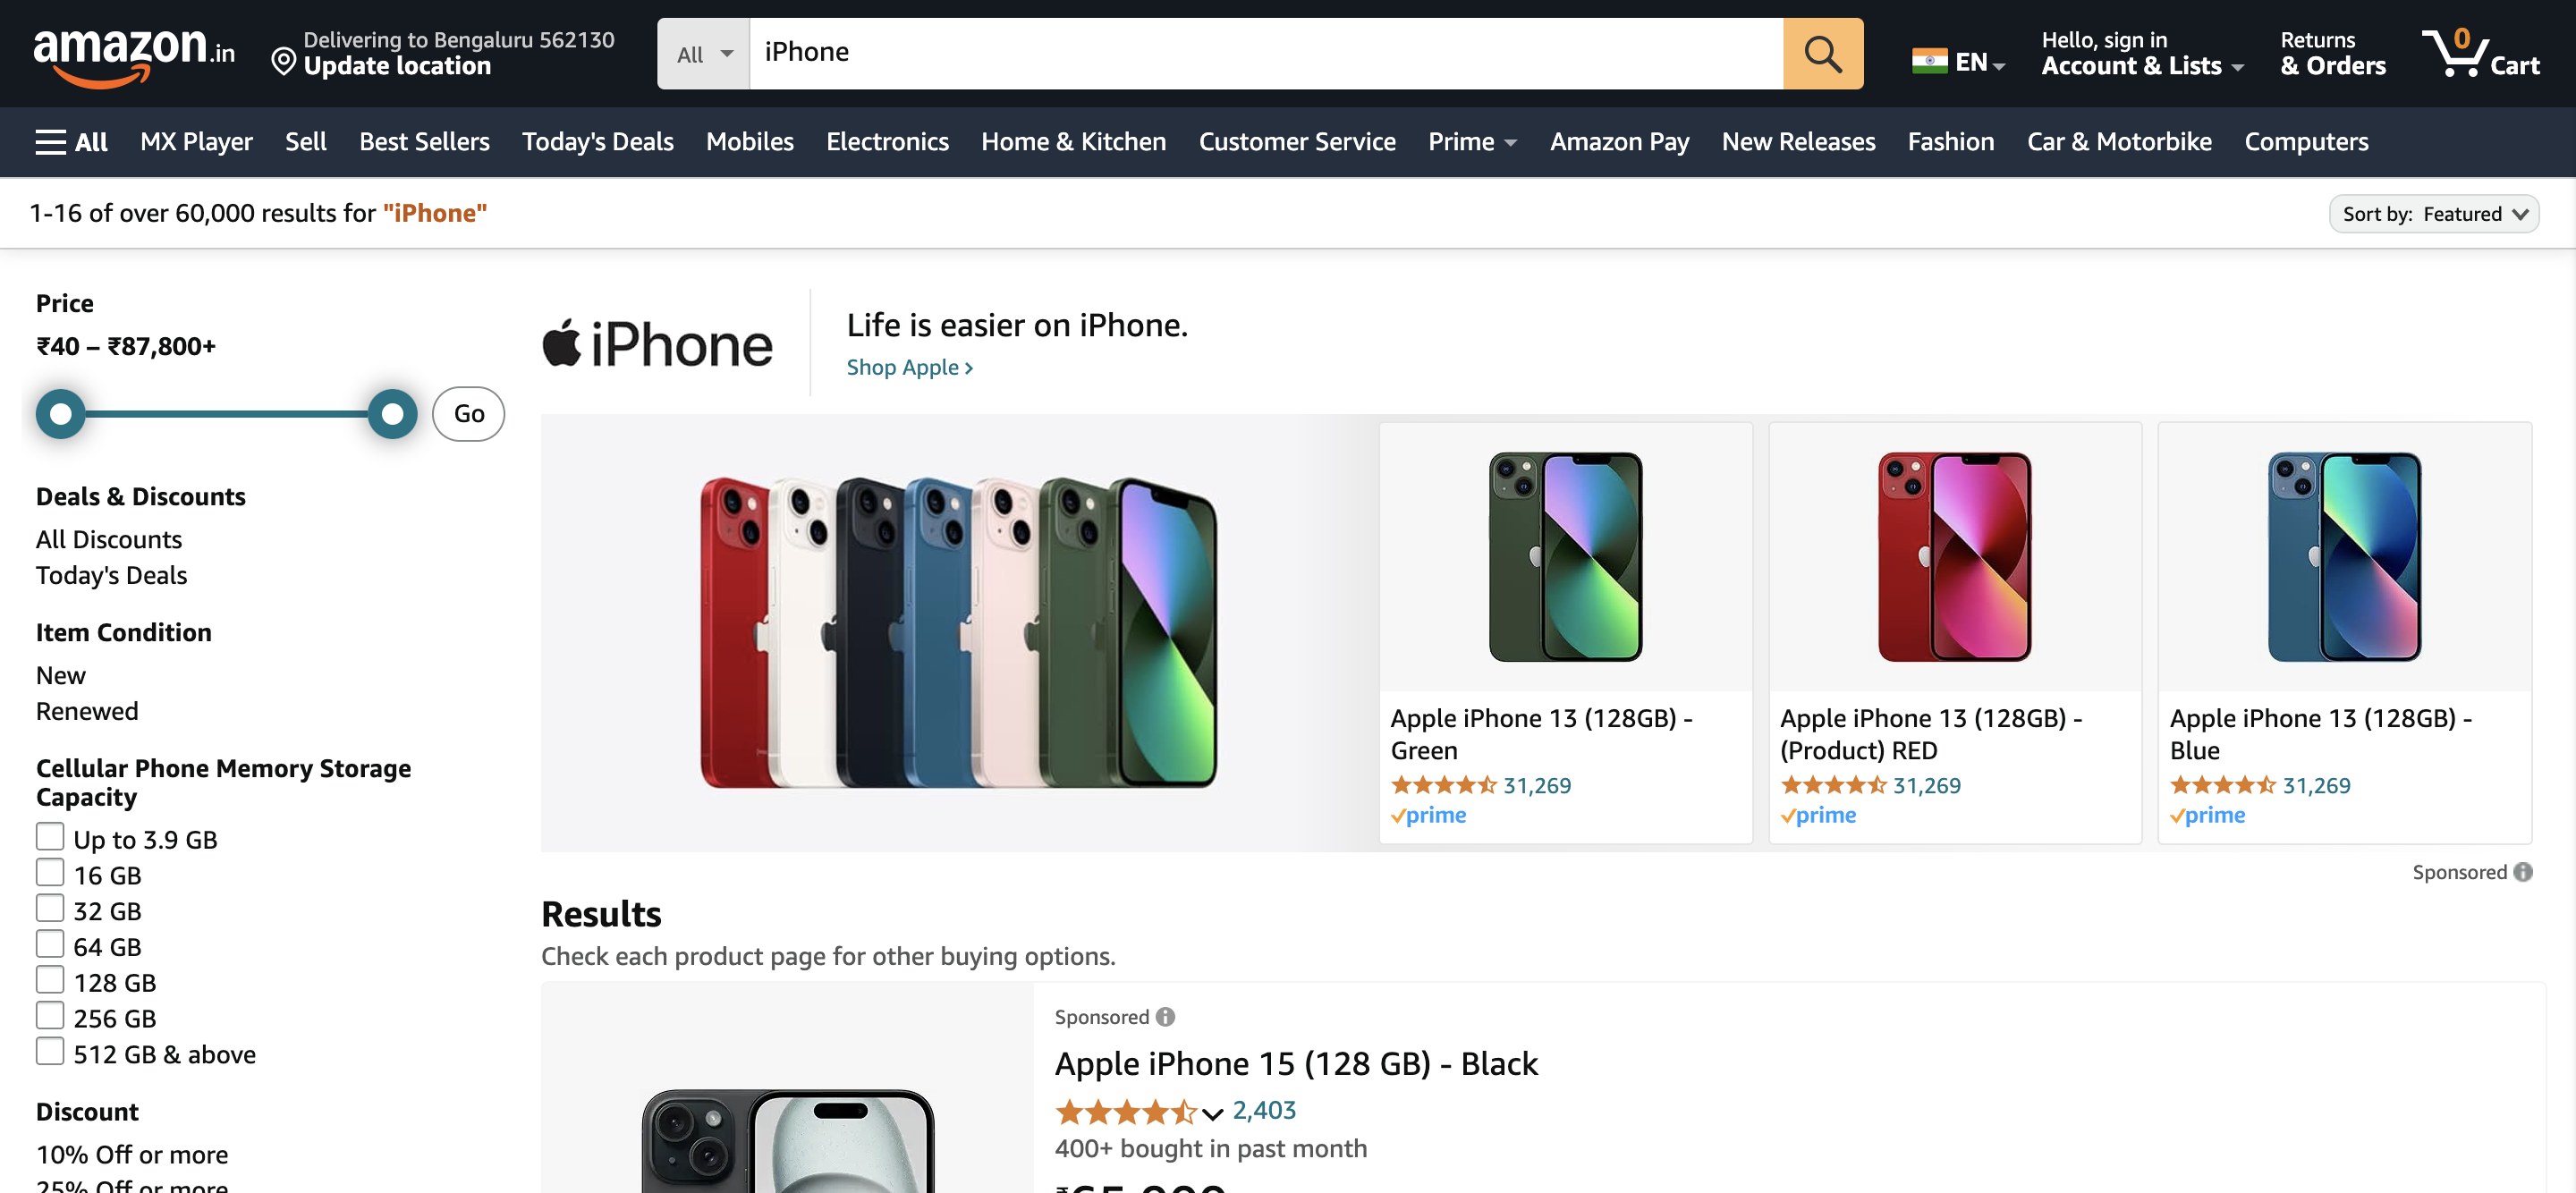 amazon.in
Delivering to Bengaluru 562130
Update location
All
iPhone
EN
Hello, sign in
Account & Lists
Returns
& Orders
0
Cart
All
MX Player
Sell
Best Sellers
Today's Deals
Mobiles
Electronics
Home & Kitchen
Customer Service
Prime
Amazon Pay
New Releases
Fashion
Car & Motorbike
Computers
1-16 of over 60,000 results for "iPhone"
Sort by: Featured
Price
₹40 – ₹87,800+
Go
Deals & Discounts
All Discounts
Today's Deals
Item Condition
New
Renewed
Cellular Phone Memory Storage
Capacity
Up to 3.9 GB
16 GB
32 GB
64 GB
128 GB
256 GB
512 GB & above
Discount
10% Off or more
25% Off or more
iPhone
Life is easier on iPhone.
Shop Apple ›
Apple iPhone 13 (128GB) -
Green
31,269
prime
Apple iPhone 13 (128GB) -
(Product) RED
31,269
prime
Apple iPhone 13 (128GB) -
Blue
31,269
prime
Sponsored
Results
Check each product page for other buying options.
Sponsored
Apple iPhone 15 (128 GB) - Black
2,403
400+ bought in past month